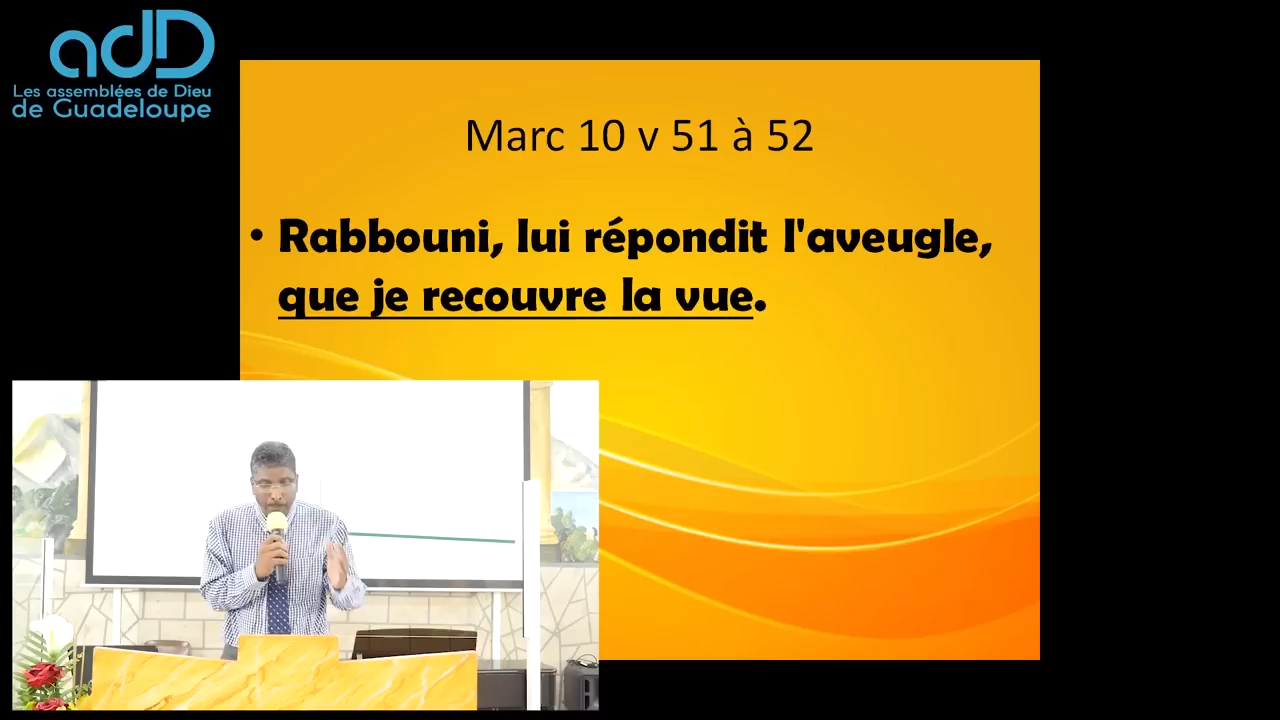 adD
Les assemblées de Dieu
de Guadeloupe
Marc 10 v 51 à 52
• Rabbouni, lui répondit l'aveugle,
que je recouvre la vue.